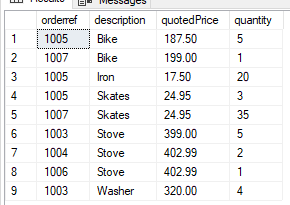 Messages
orderref description quotedPrice quantity
1 1005 Bike 187.50 5
2 1007 Bike 199.00 1
3 1005 Iron 17.50 20
4 1005 Skates 24.95 3
5 1007 Skates 24.95 35
6 1003 Stove 399.00 5
7 1004 Stove 402.99 2
8 1006 Stove 402.99 1
9 1003 Washer 320.00 4